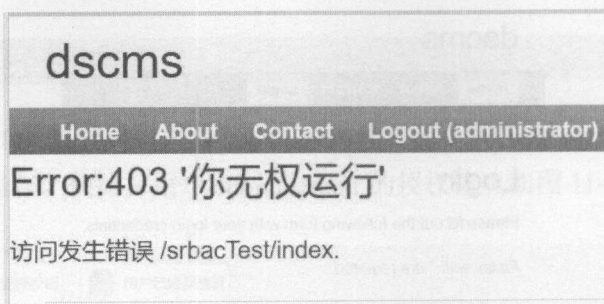 dscms
Home About Contact Logout (administrator)
Error:403 '你无权运行'
访问发生错误 /srbacTest/index.